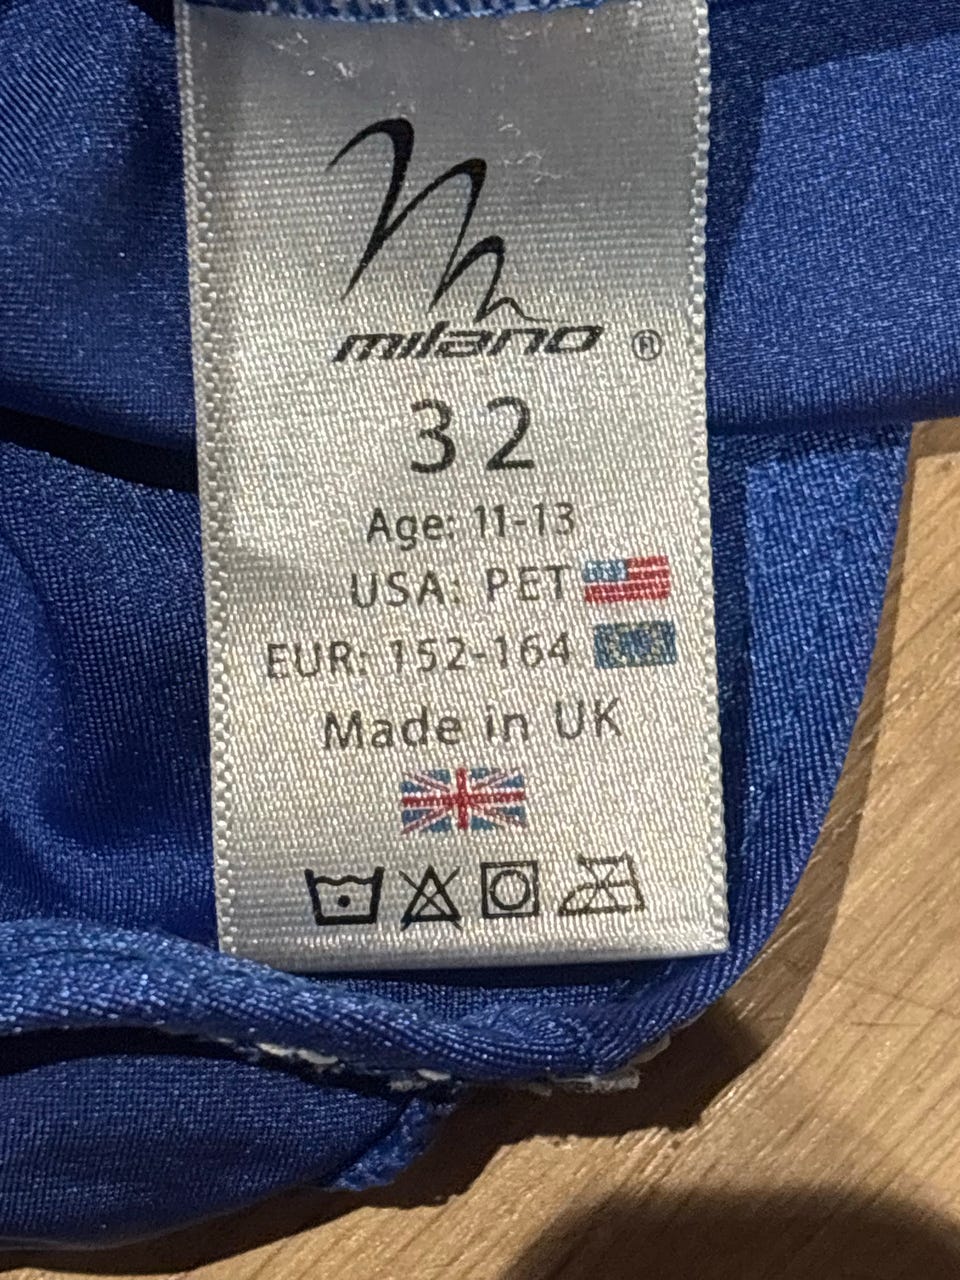 milano ®
32
Age: 11-13
USA: PET
EUR: 152-164
Made in UK